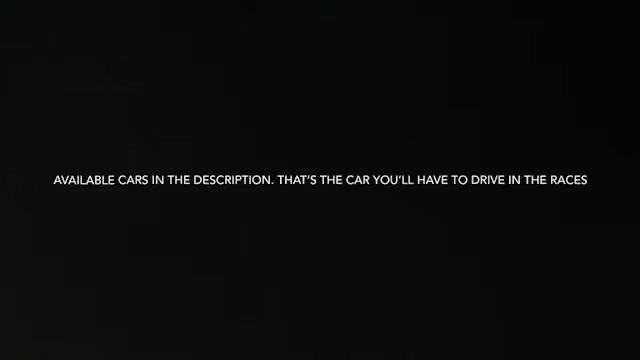 AVAILABLE CARS IN THE DESCRIPTION. THAT'S THE CAR YOU'LL HAVE TO DRIVE IN THE RACES